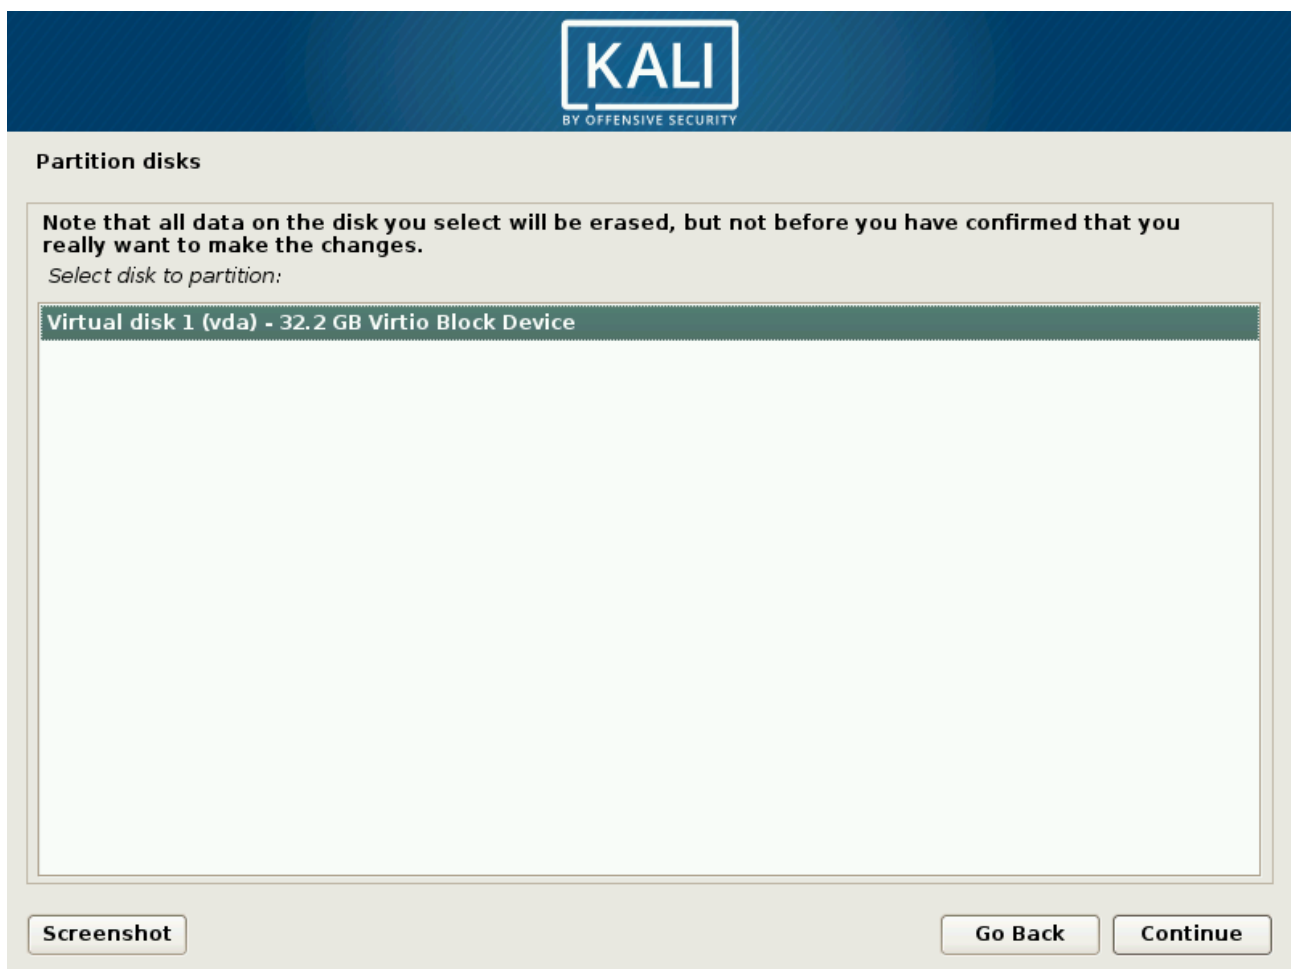 KALI
BY OFFENSIVE SECURITY
Partition disks
Note that all data on the disk you select will be erased, but not before you have confirmed that you
really want to make the changes.
Select disk to partition:
Virtual disk 1 (vda) - 32.2 GB Virtio Block Device
Screenshot
Go Back
Continue